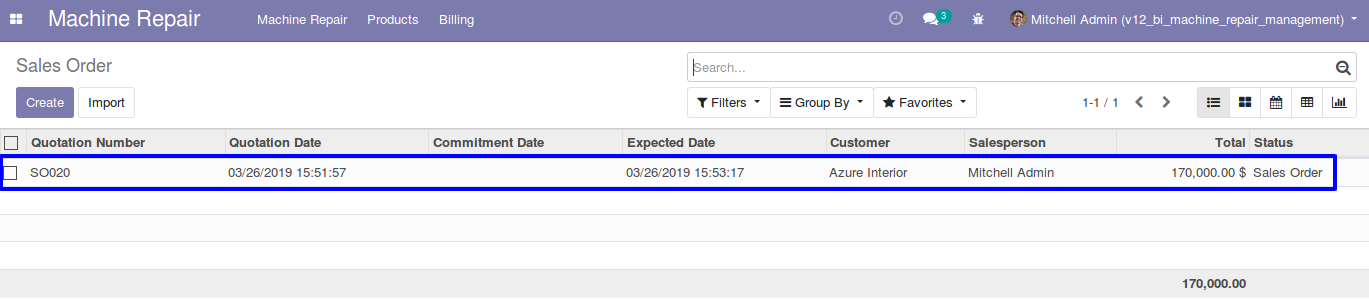 Machine Repair Machine Repair Products Billing 3 Mitchell Admin (v12_bi_machine_repair_management)
Sales Order Search...
Create Import Filters Group By Favorites 1-1 / 1
Quotation Number Quotation Date Commitment Date Expected Date Customer Salesperson Total Status
SO020 03/26/2019 15:51:57 03/26/2019 15:53:17 Azure Interior Mitchell Admin 170,000.00 $ Sales Order
170,000.00